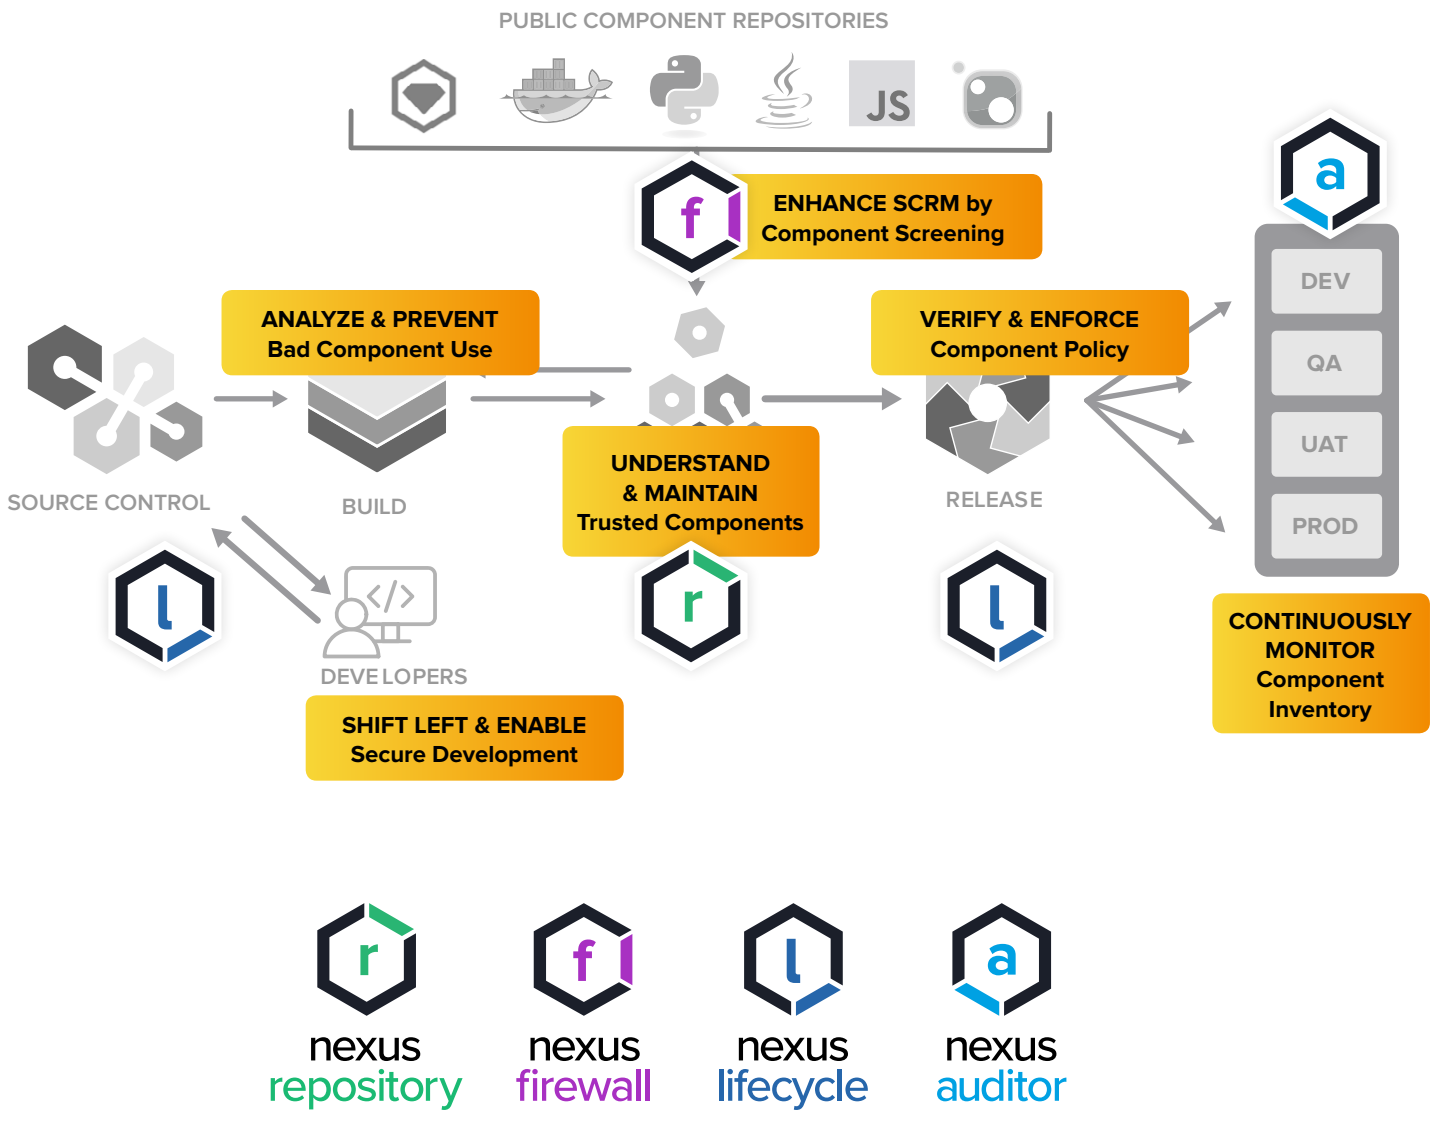 PUBLIC COMPONENT REPOSITORIES
JS
a
f
ENHANCE SCRM by
Component Screening
DEV
QA
UAT
PROD
ANALYZE & PREVENT
Bad Component Use
VERIFY & ENFORCE
Component Policy
SOURCE CONTROL
BUILD
UNDERSTAND
& MAINTAIN
Trusted Components
RELEASE
l
</>
r
l
DEVELOPERS
SHIFT LEFT & ENABLE
Secure Development
CONTINUOUSLY
MONITOR
Component
Inventory
r
nexus
repository
f
nexus
firewall
l
nexus
lifecycle
a
nexus
auditor